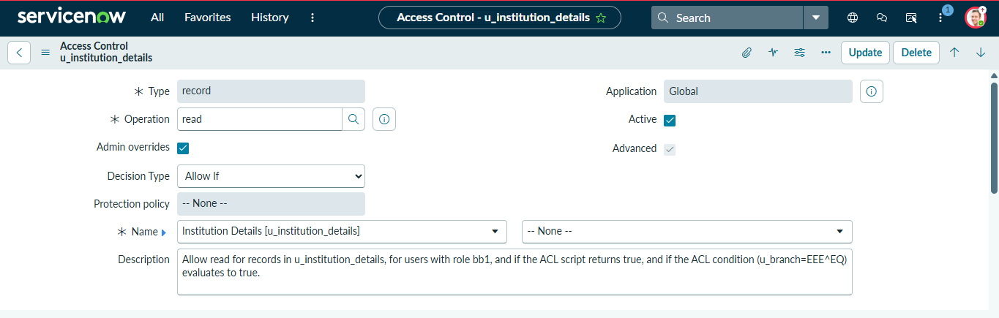 servicenow All Favorites History Access Control - u_institution_details Search 1
Access Control
u_institution_details
Update Delete
Type record Application Global
Operation read Active
Admin overrides Advanced
Decision Type Allow If
Protection policy -- None --
Name Institution Details [u_institution_details] -- None --
Description Allow read for records in u_institution_details, for users with role bb1, and if the ACL script returns true, and if the ACL condition (u_branch=EEE^EQ)
evaluates to true.